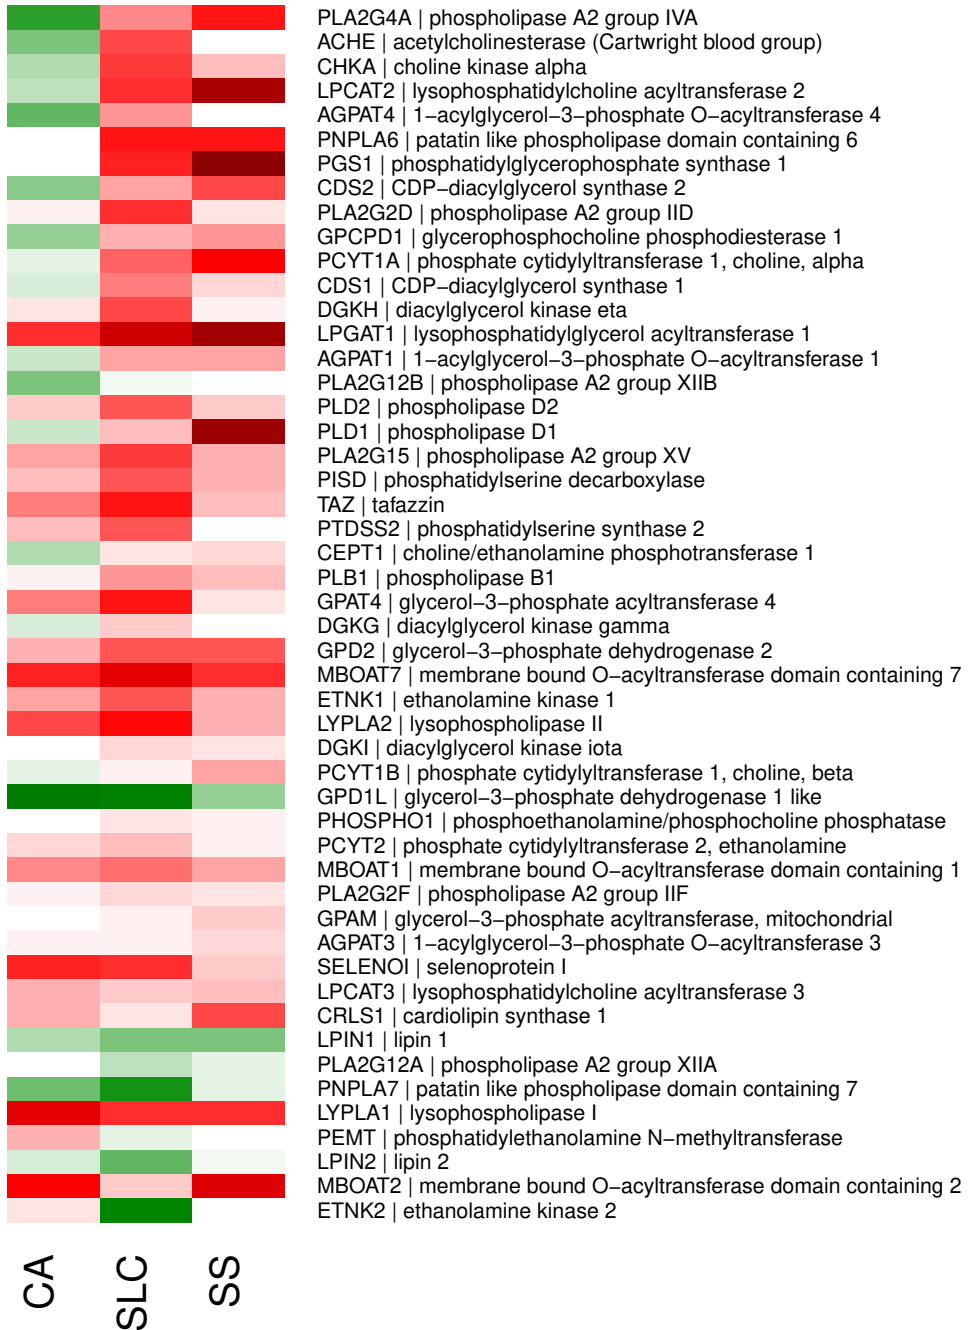 PLA2G4A | phospholipase A2 group IVA
ACHE | acetylcholinesterase (Cartwright blood group)
CHKA | choline kinase alpha
LPCAT2 | lysophosphatidylcholine acyltransferase 2
AGPAT4 | 1−acylglycerol−3−phosphate O−acyltransferase 4
PNPLA6 | patatin like phospholipase domain containing 6
PGS1 | phosphatidylglycerophosphate synthase 1
CDS2 | CDP−diacylglycerol synthase 2
PLA2G2D | phospholipase A2 group IID
GPCPD1 | glycerophosphocholine phosphodiesterase 1
PCYT1A | phosphate cytidylyltransferase 1, choline, alpha
CDS1 | CDP−diacylglycerol synthase 1
DGKH | diacylglycerol kinase eta
LPGAT1 | lysophosphatidylglycerol acyltransferase 1
AGPAT1 | 1−acylglycerol−3−phosphate O−acyltransferase 1
PLA2G12B | phospholipase A2 group XIIB
PLD2 | phospholipase D2
PLD1 | phospholipase D1
PLA2G15 | phospholipase A2 group XV
PISD | phosphatidylserine decarboxylase
TAZ | tafazzin
PTDSS2 | phosphatidylserine synthase 2
CEPT1 | choline/ethanolamine phosphotransferase 1
PLB1 | phospholipase B1
GPAT4 | glycerol−3−phosphate acyltransferase 4
DGKG | diacylglycerol kinase gamma
GPD2 | glycerol−3−phosphate dehydrogenase 2
MBOAT7 | membrane bound O−acyltransferase domain containing 7
ETNK1 | ethanolamine kinase 1
LYPLA2 | lysophospholipase II
DGKI | diacylglycerol kinase iota
PCYT1B | phosphate cytidylyltransferase 1, choline, beta
GPD1L | glycerol−3−phosphate dehydrogenase 1 like
PHOSPHO1 | phosphoethanolamine/phosphocholine phosphatase
PCYT2 | phosphate cytidylyltransferase 2, ethanolamine
MBOAT1 | membrane bound O−acyltransferase domain containing 1
PLA2G2F | phospholipase A2 group IIF
GPAM | glycerol−3−phosphate acyltransferase, mitochondrial
AGPAT3 | 1−acylglycerol−3−phosphate O−acyltransferase 3
SELENOI | selenoprotein I
LPCAT3 | lysophosphatidylcholine acyltransferase 3
CRLS1 | cardiolipin synthase 1
LPIN1 | lipin 1
PLA2G12A | phospholipase A2 group XIIA
PNPLA7 | patatin like phospholipase domain containing 7
LYPLA1 | lysophospholipase I
PEMT | phosphatidylethanolamine N−methyltransferase
LPIN2 | lipin 2
MBOAT2 | membrane bound O−acyltransferase domain containing 2
ETNK2 | ethanolamine kinase 2
CA
SLC
SS